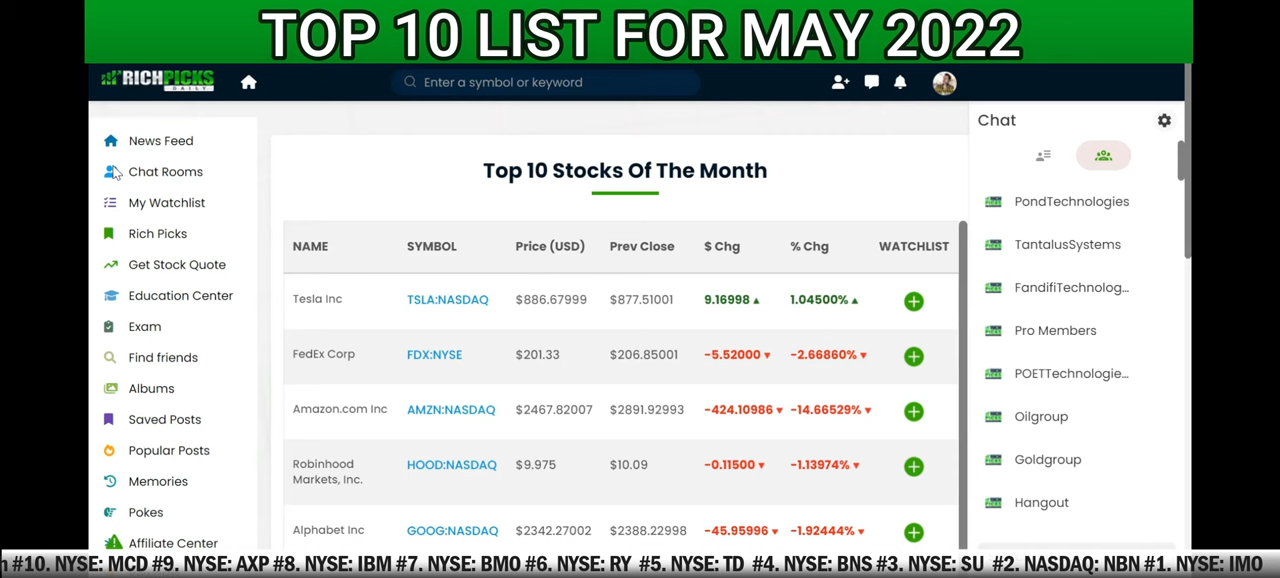 TOP 10 LIST FOR MAY 2022
RICHPICKS
DAILY
Enter a symbol or keyword
News Feed
Chat Rooms
My Watchlist
Rich Picks
Get Stock Quote
Education Center
Exam
Find friends
Albums
Saved Posts
Popular Posts
Memories
Pokes
Affiliate Center
Top 10 Stocks Of The Month
NAME SYMBOL Price (USD) Prev Close $ Chg % Chg WATCHLIST
Tesla Inc TSLA:NASDAQ $886.67999 $877.51001 9.16998 ▲ 1.04500% ▲
FedEx Corp FDX:NYSE $201.33 $206.85001 -5.52000 ▼ -2.66860% ▼
Amazon.com Inc AMZN:NASDAQ $2467.82007 $2891.92993 -424.10986 ▼ -14.66529% ▼
Robinhood Markets, Inc. HOOD:NASDAQ $9.975 $10.09 -0.11500 ▼ -1.13974% ▼
Alphabet Inc GOOG:NASDAQ $2342.27002 $2388.22998 -45.95996 ▼ -1.92444% ▼
Chat
PondTechnologies
TantalusSystems
FandifiTechnolog...
Pro Members
POETTechnologie...
Oilgroup
Goldgroup
Hangout
#10. NYSE: MCD #9. NYSE: AXP #8. NYSE: IBM #7. NYSE: BMO #6. NYSE: RY #5. NYSE: TD #4. NYSE: BNS #3. NYSE: SU #2. NASDAQ: NBN #1. NYSE: IMO